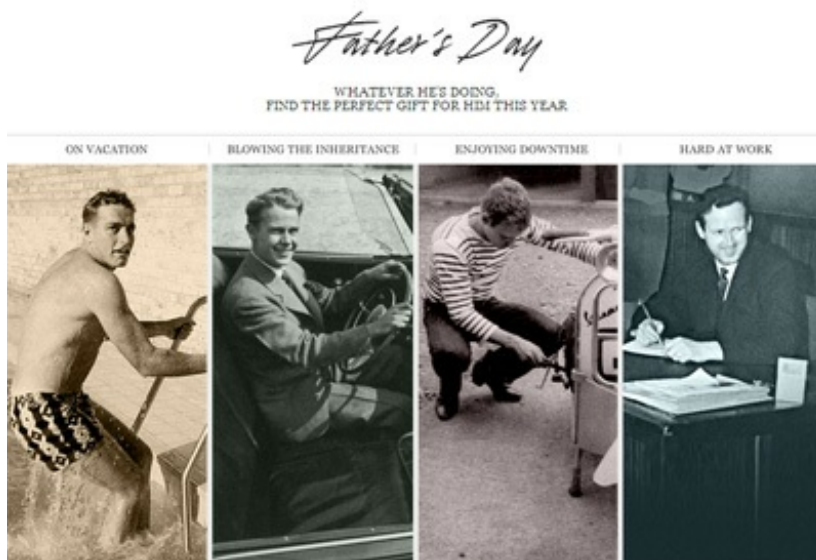 Father's Day
WHATEVER HE'S DOING,
FIND THE PERFECT GIFT FOR HIM THIS YEAR
ON VACATION
BLOWING THE INHERITANCE
ENJOYING DOWNTIME
HARD AT WORK